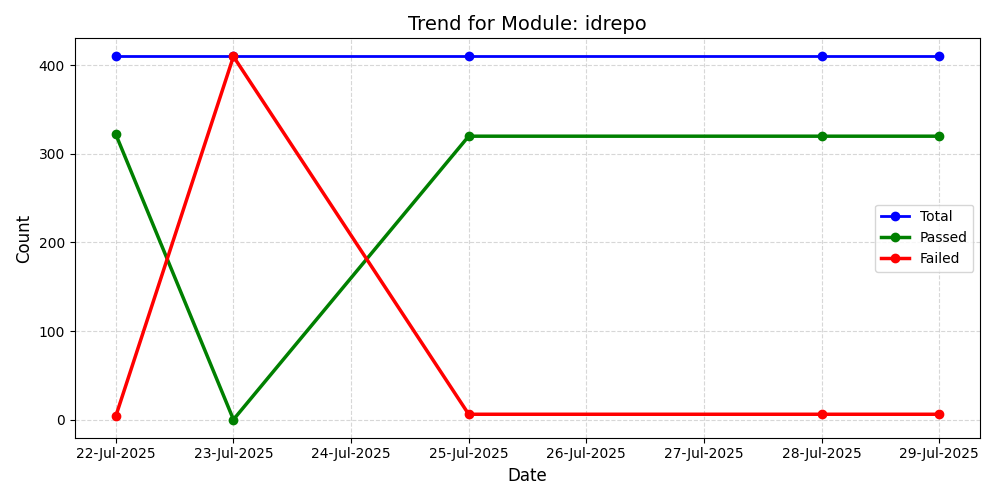 Trend for Module: idrepo
Count
400
300
200
100
0
Total
Passed
Failed
22-Jul-2025 23-Jul-2025 24-Jul-2025 25-Jul-2025 26-Jul-2025 27-Jul-2025 28-Jul-2025 29-Jul-2025
Date